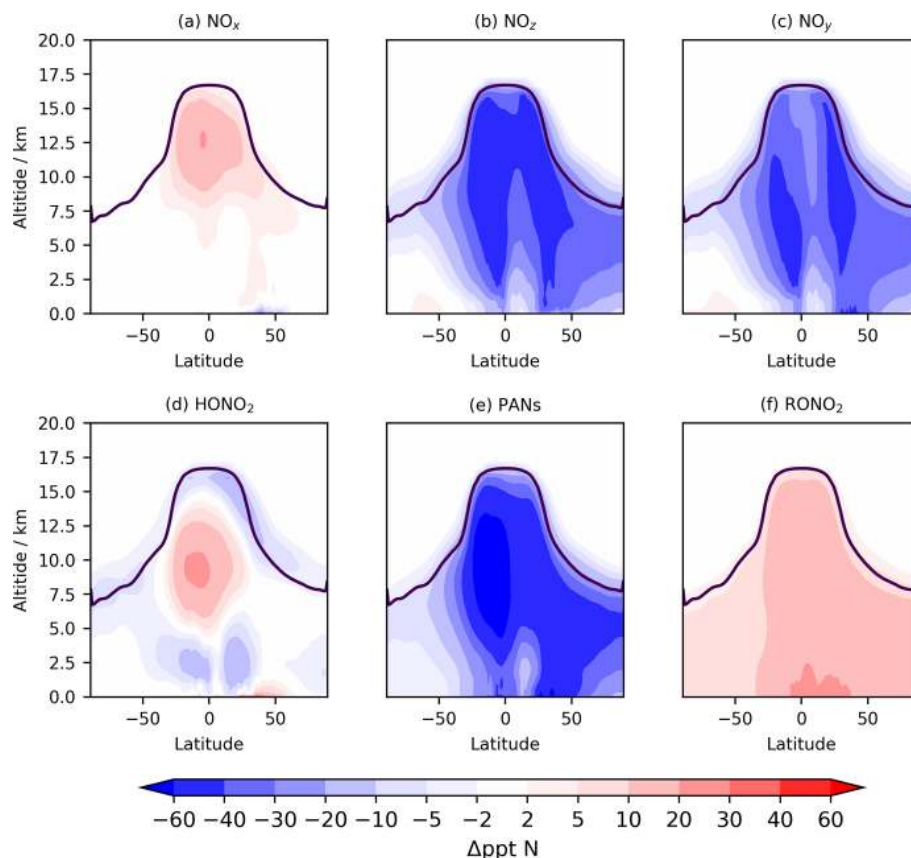 (a) NOx (b) NOz (c) NOy
20.0
17.5
15.0
12.5
10.0
7.5
5.0
2.5
0.0
Altitide / km
−50 0 50 −50 0 50 −50 0 50
Latitude Latitude Latitude
(d) HONO2 (e) PANs (f) RONO2
20.0
17.5
15.0
12.5
10.0
7.5
5.0
2.5
0.0
Altitide / km
−50 0 50 −50 0 50 −50 0 50
Latitude Latitude Latitude
−60 −40 −30 −20 −10 −5 −2 2 5 10 20 30 40 60
Δppt N